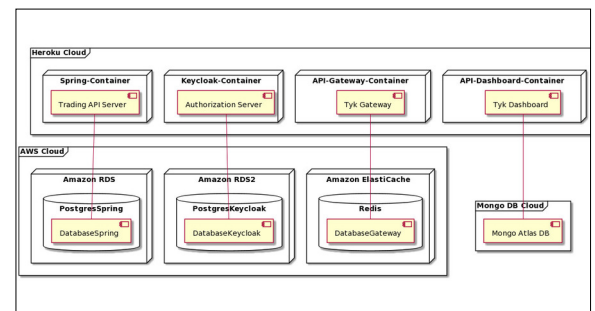 Heroku Cloud
Spring-Container
Keycloak-Container
API-Gateway-Container
API-Dashboard-Container
Trading API Server
Authorization Server
Tyk Gateway
Tyk Dashboard
AWS Cloud
Amazon RDS
Amazon RDS2
Amazon ElastiCache
PostgresSpring
PostgresKeycloak
Redis
Mongo DB Cloud
DatabaseSpring
DatabaseKeycloak
DatabaseGateway
Mongo Atlas DB